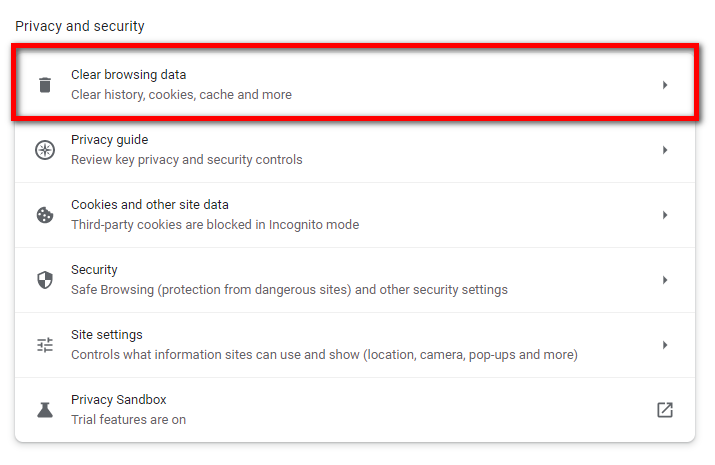 Privacy and security
Clear browsing data
Clear history, cookies, cache and more
Privacy guide
Review key privacy and security controls
Cookies and other site data
Third-party cookies are blocked in Incognito mode
Security
Safe Browsing (protection from dangerous sites) and other security settings
Site settings
Controls what information sites can use and show (location, camera, pop-ups and more)
Privacy Sandbox
Trial features are on